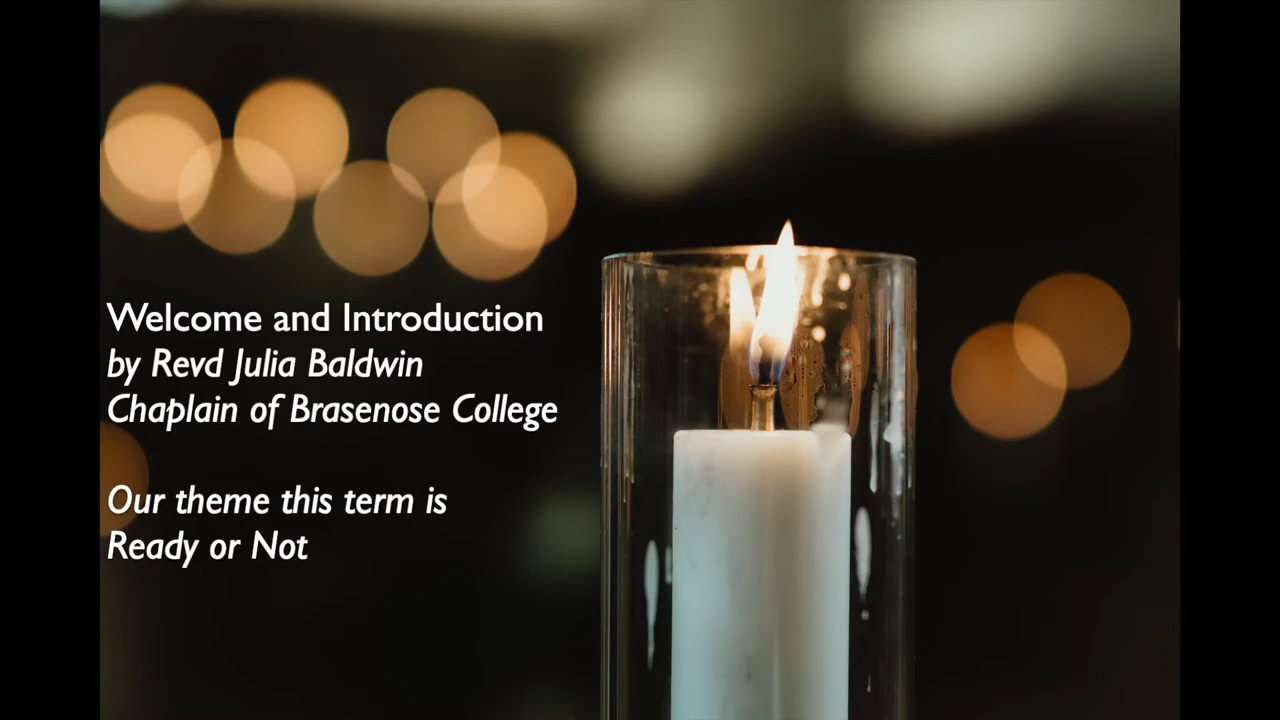 Welcome and Introduction
by Revd Julia Baldwin
Chaplain of Brasenose College
Our theme this term is
Ready or Not